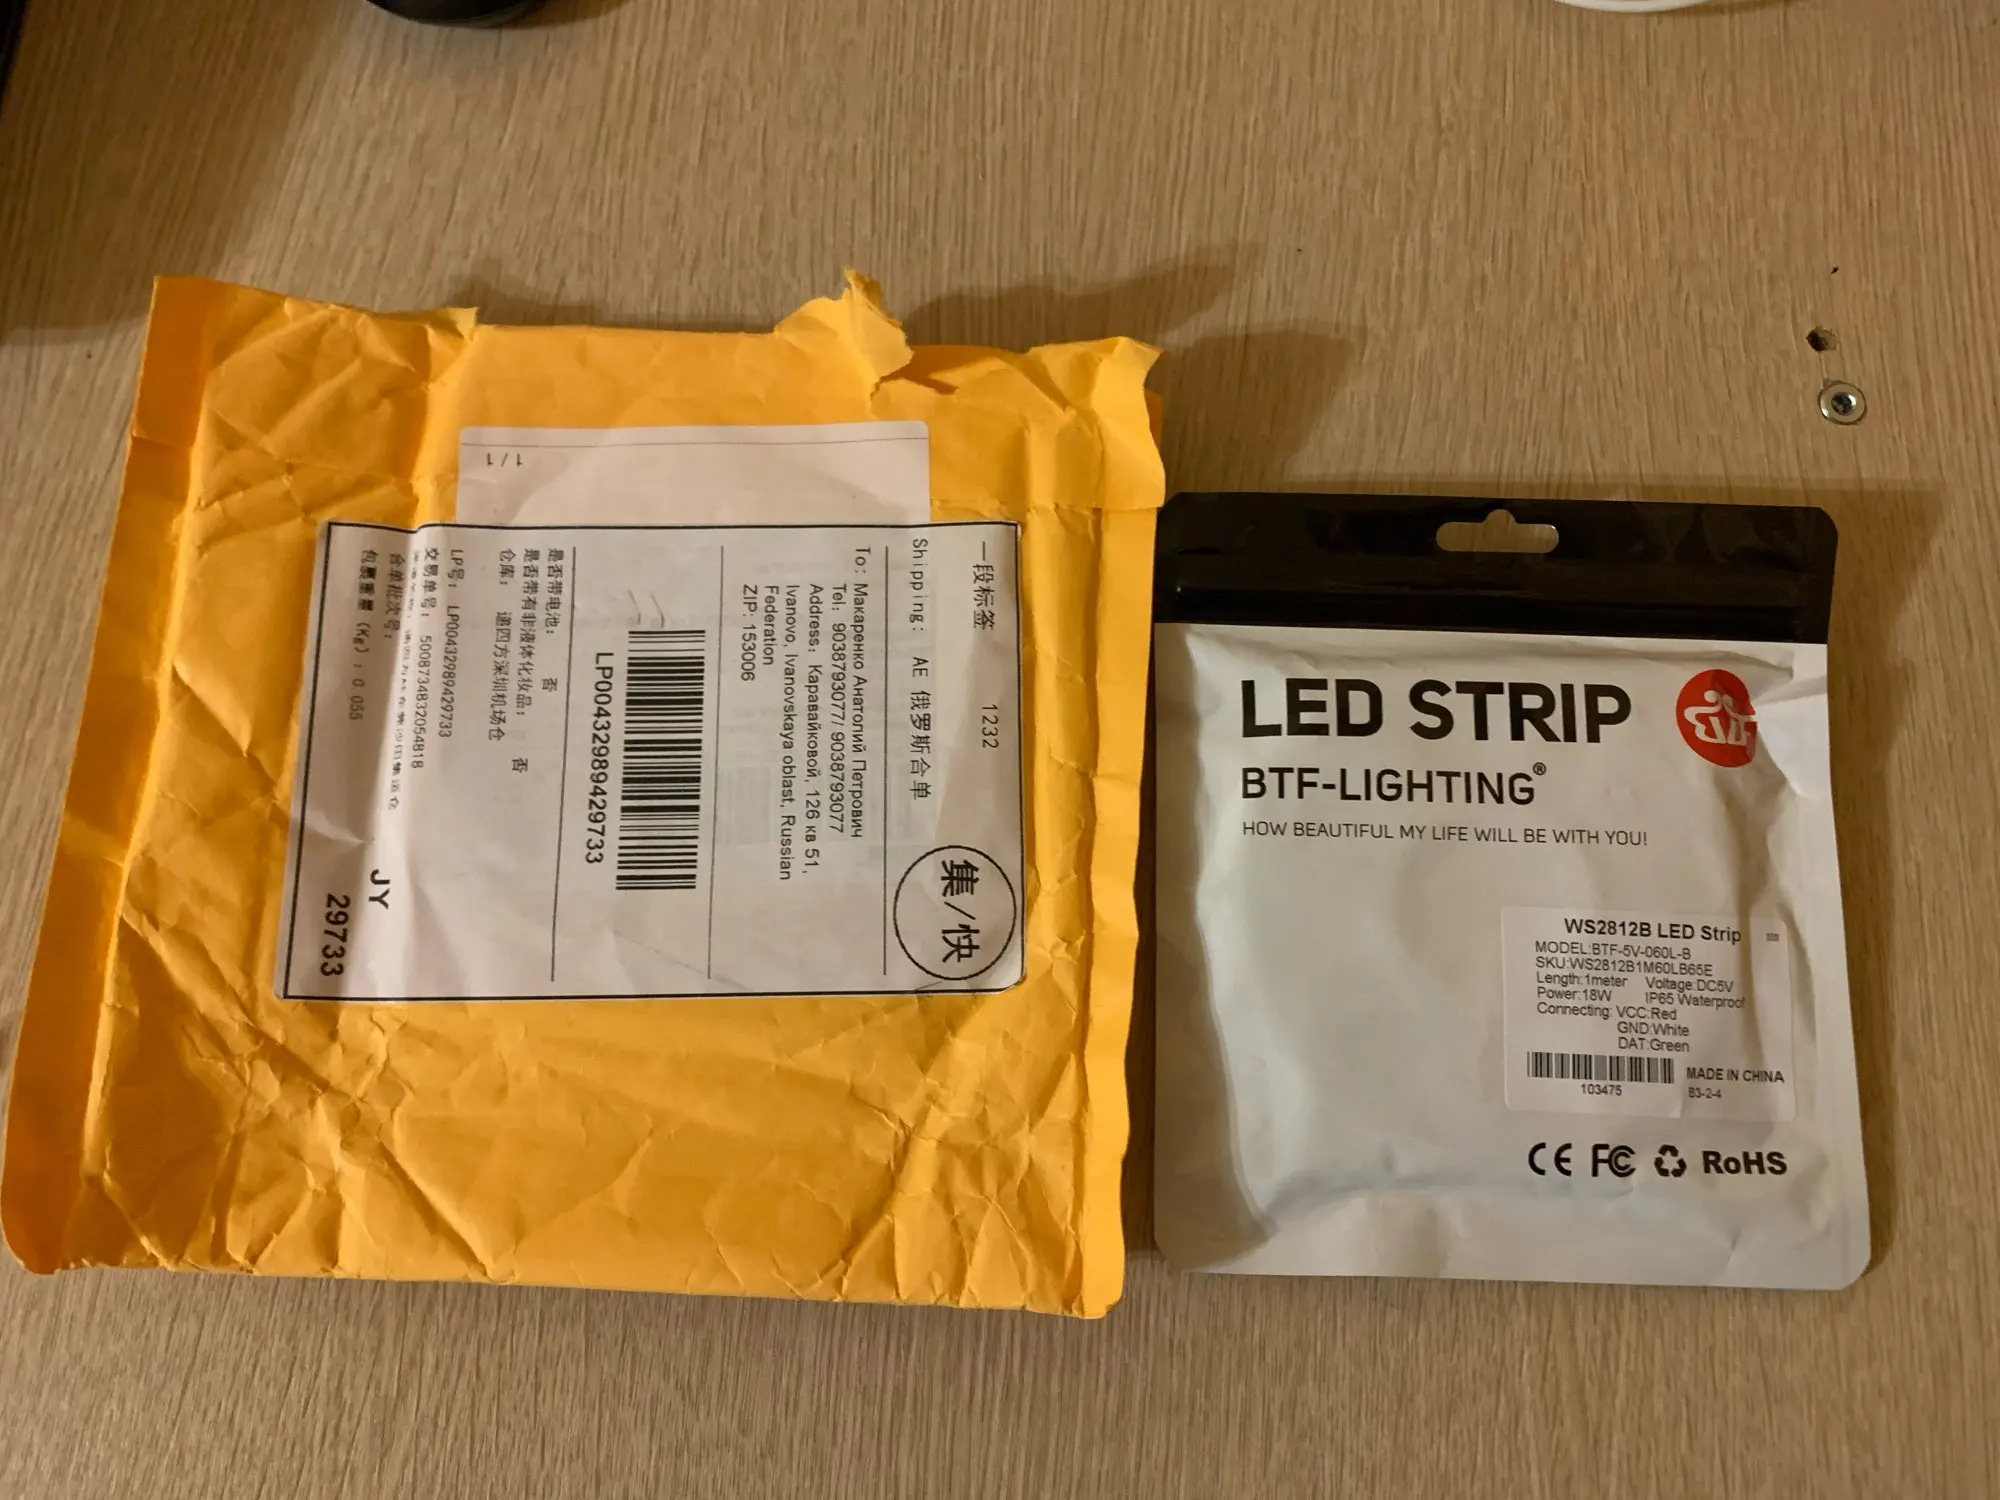 1/1
一段标签 1232
Shipping: AE 俄罗斯合单
集/快
To: Макаренко Анатолий Петрович
Tel: 9038793077/ 9038793077
Address: Каравайковой, 126 кв 51,
Ivanovo, Ivanovskaya oblast, Russian
Federation
ZIP: 153006
LP00432989429733
是否带电池: 否
是否带有非液体化妆品: 否
仓库: 递四方深圳机场仓
LP号: LP00432989429733
交易单号: 5008734832054818
合单批次号:
包裹重量 (Kg): 0.055
JY
29733
LED STRIP
BTF-LIGHTING®
HOW BEAUTIFUL MY LIFE WILL BE WITH YOU!
WS2812B LED Strip
MODEL:BTF-5V-060L-B
SKU:WS2812B1M60LB65E
Length:1meter Voltage:DC5V
Power:18W IP65 Waterproof
Connecting: VCC:Red
GND:White
DAT:Green
103475
MADE IN CHINA
B3-2-4
CE FC RoHS